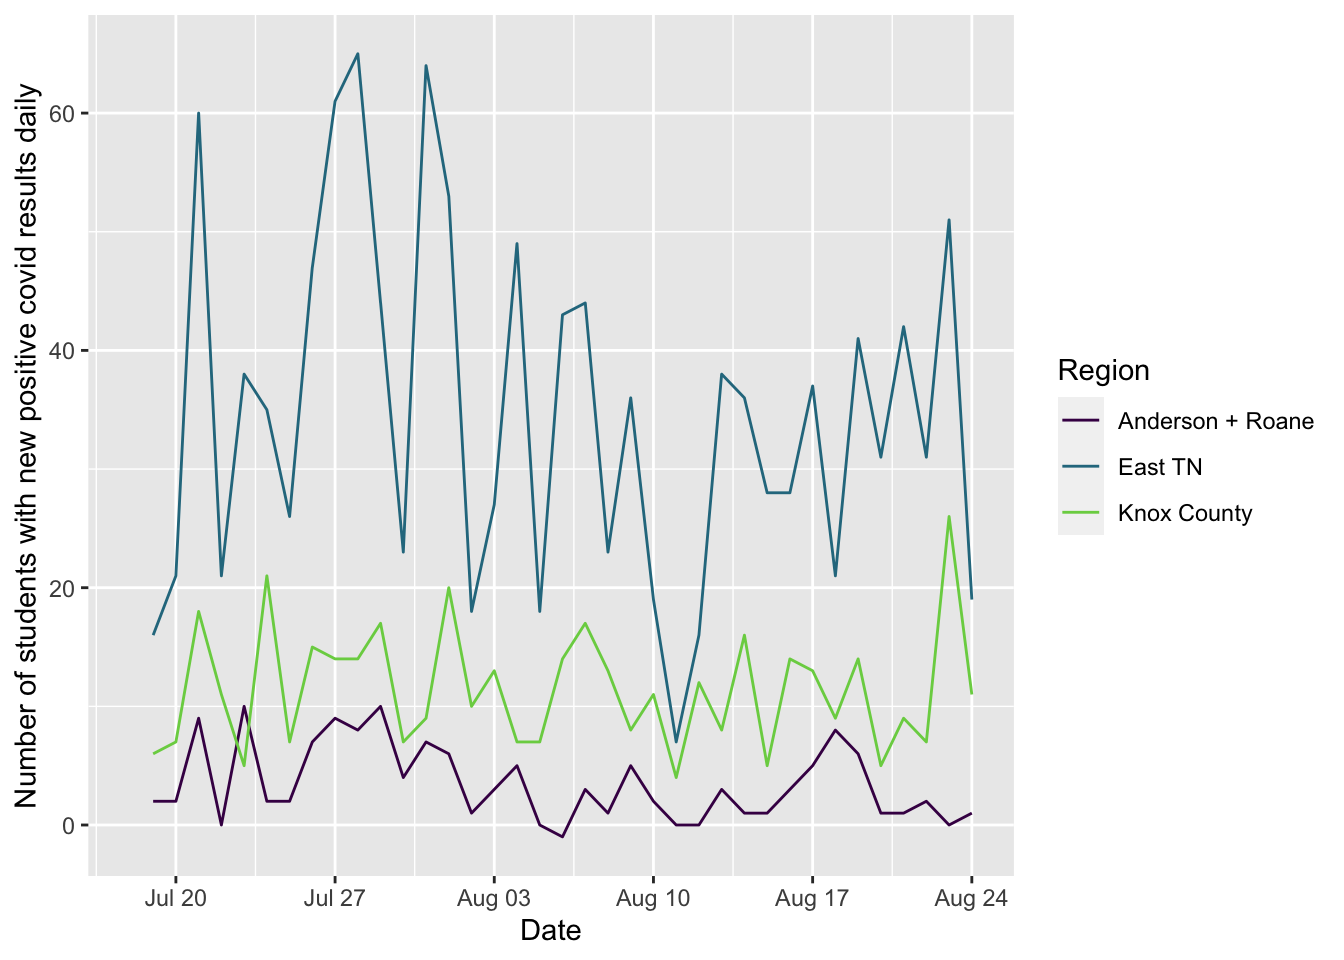 Number of students with new positive covid results daily
60
40
20
0
Jul 20
Jul 27
Aug 03
Aug 10
Aug 17
Aug 24
Date
Region
Anderson + Roane
East TN
Knox County